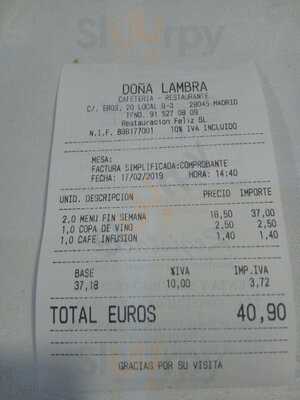 DOÑA LAMBRA
CAFETERIA - RESTAURANTE
C/. EROS, 20 LOCAL 8-3 28045 MADRID
TFNO. 91 527 08 09
Restauracion Feliz SL
N.I.F. B86177001 10% IVA INCLUIDO
MESA:
FACTURA SIMPLIFICADA:COMPROBANTE
FECHA: 17/02/2019 HORA: 14:40
UNID. DESCRIPCION PRECIO IMPORTE
2,0 MENU FIN SEMANA 18,50 37,00
1,0 COPA DE VINO 2,50 2,50
1,0 CAFE INFUSION 1,40 1,40
BASE %IVA IMP.IVA
37,18 10,00 3,72
TOTAL EUROS 40,90
GRACIAS POR SU VISITA